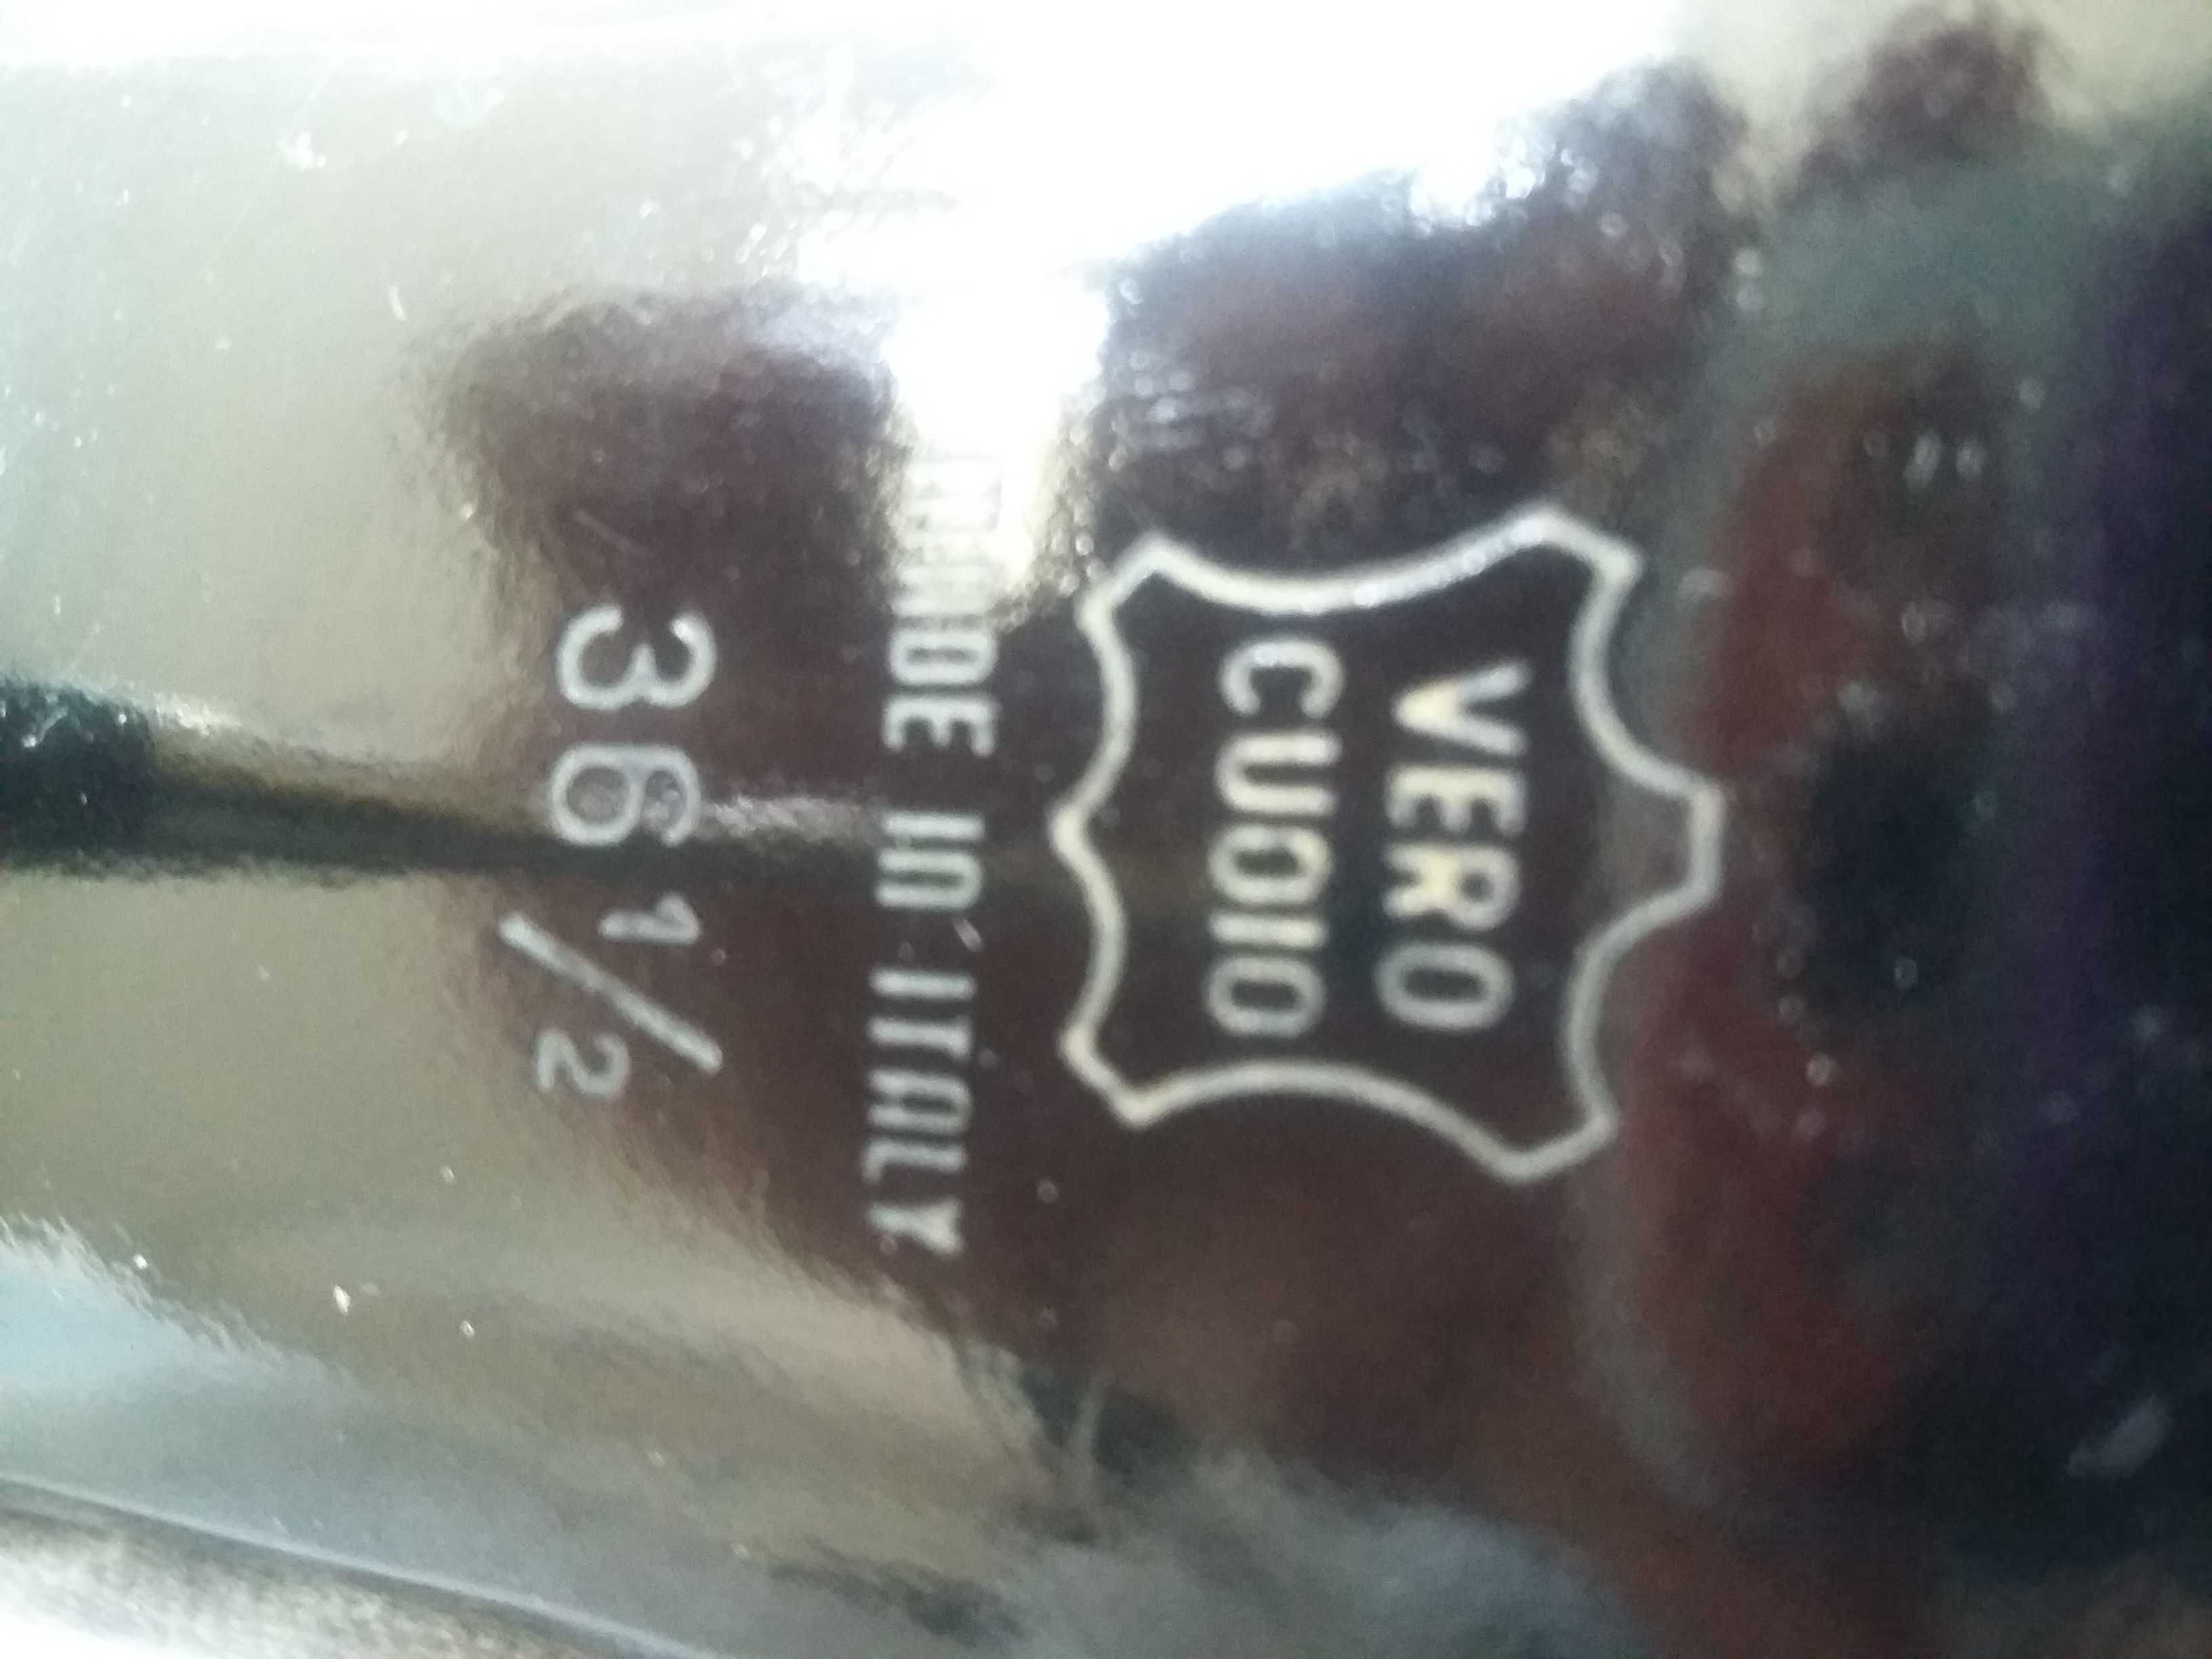 VERO
CUOIO
MADE IN ITALY
36 1/2